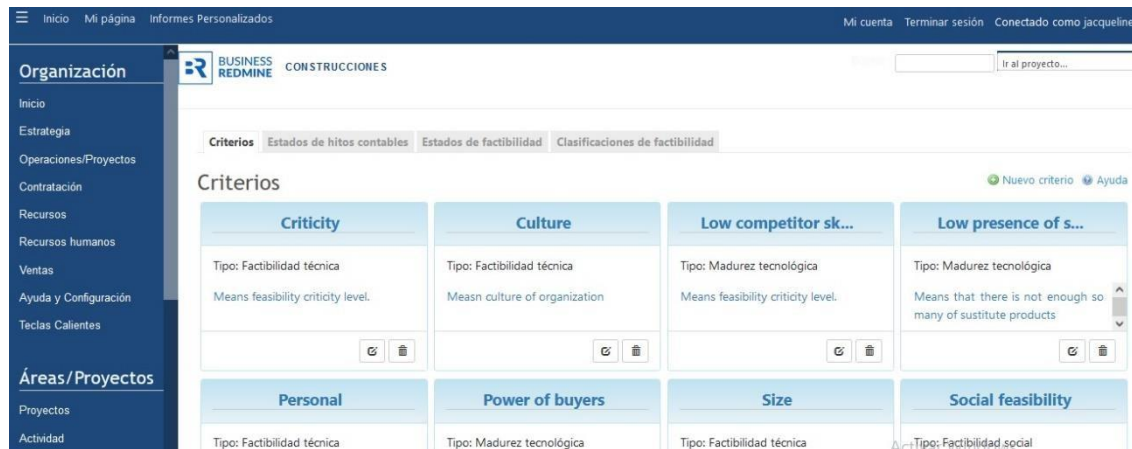 Inicio Mi página Informes Personalizados
Mi cuenta Terminar sesión Conectado como jacqueline
Organización
Inicio
Estrategia
Operaciones/Proyectos
Contratación
Recursos
Recursos humanos
Ventas
Ayuda y Configuración
Teclas Calientes
Áreas/Proyectos
Proyectos
Actividad
BUSINESS
REDMINE
CONSTRUCCIONES
Ir al proyecto...
Criterios Estados de hitos contables Estados de factibilidad Clasificaciones de factibilidad
Criterios
Nuevo criterio Ayuda
Criticity
Tipo: Factibilidad técnica
Means feasibility criticity level.
Culture
Tipo: Factibilidad técnica
Measn culture of organization
Low competitor sk...
Tipo: Madurez tecnológica
Means feasibility criticity level.
Low presence of s...
Tipo: Madurez tecnológica
Means that there is not enough so
many of sustitute products
Personal
Tipo: Factibilidad técnica
Power of buyers
Tipo: Madurez tecnológica
Size
Tipo: Factibilidad técnica
Social feasibility
Tipo: Factibilidad social